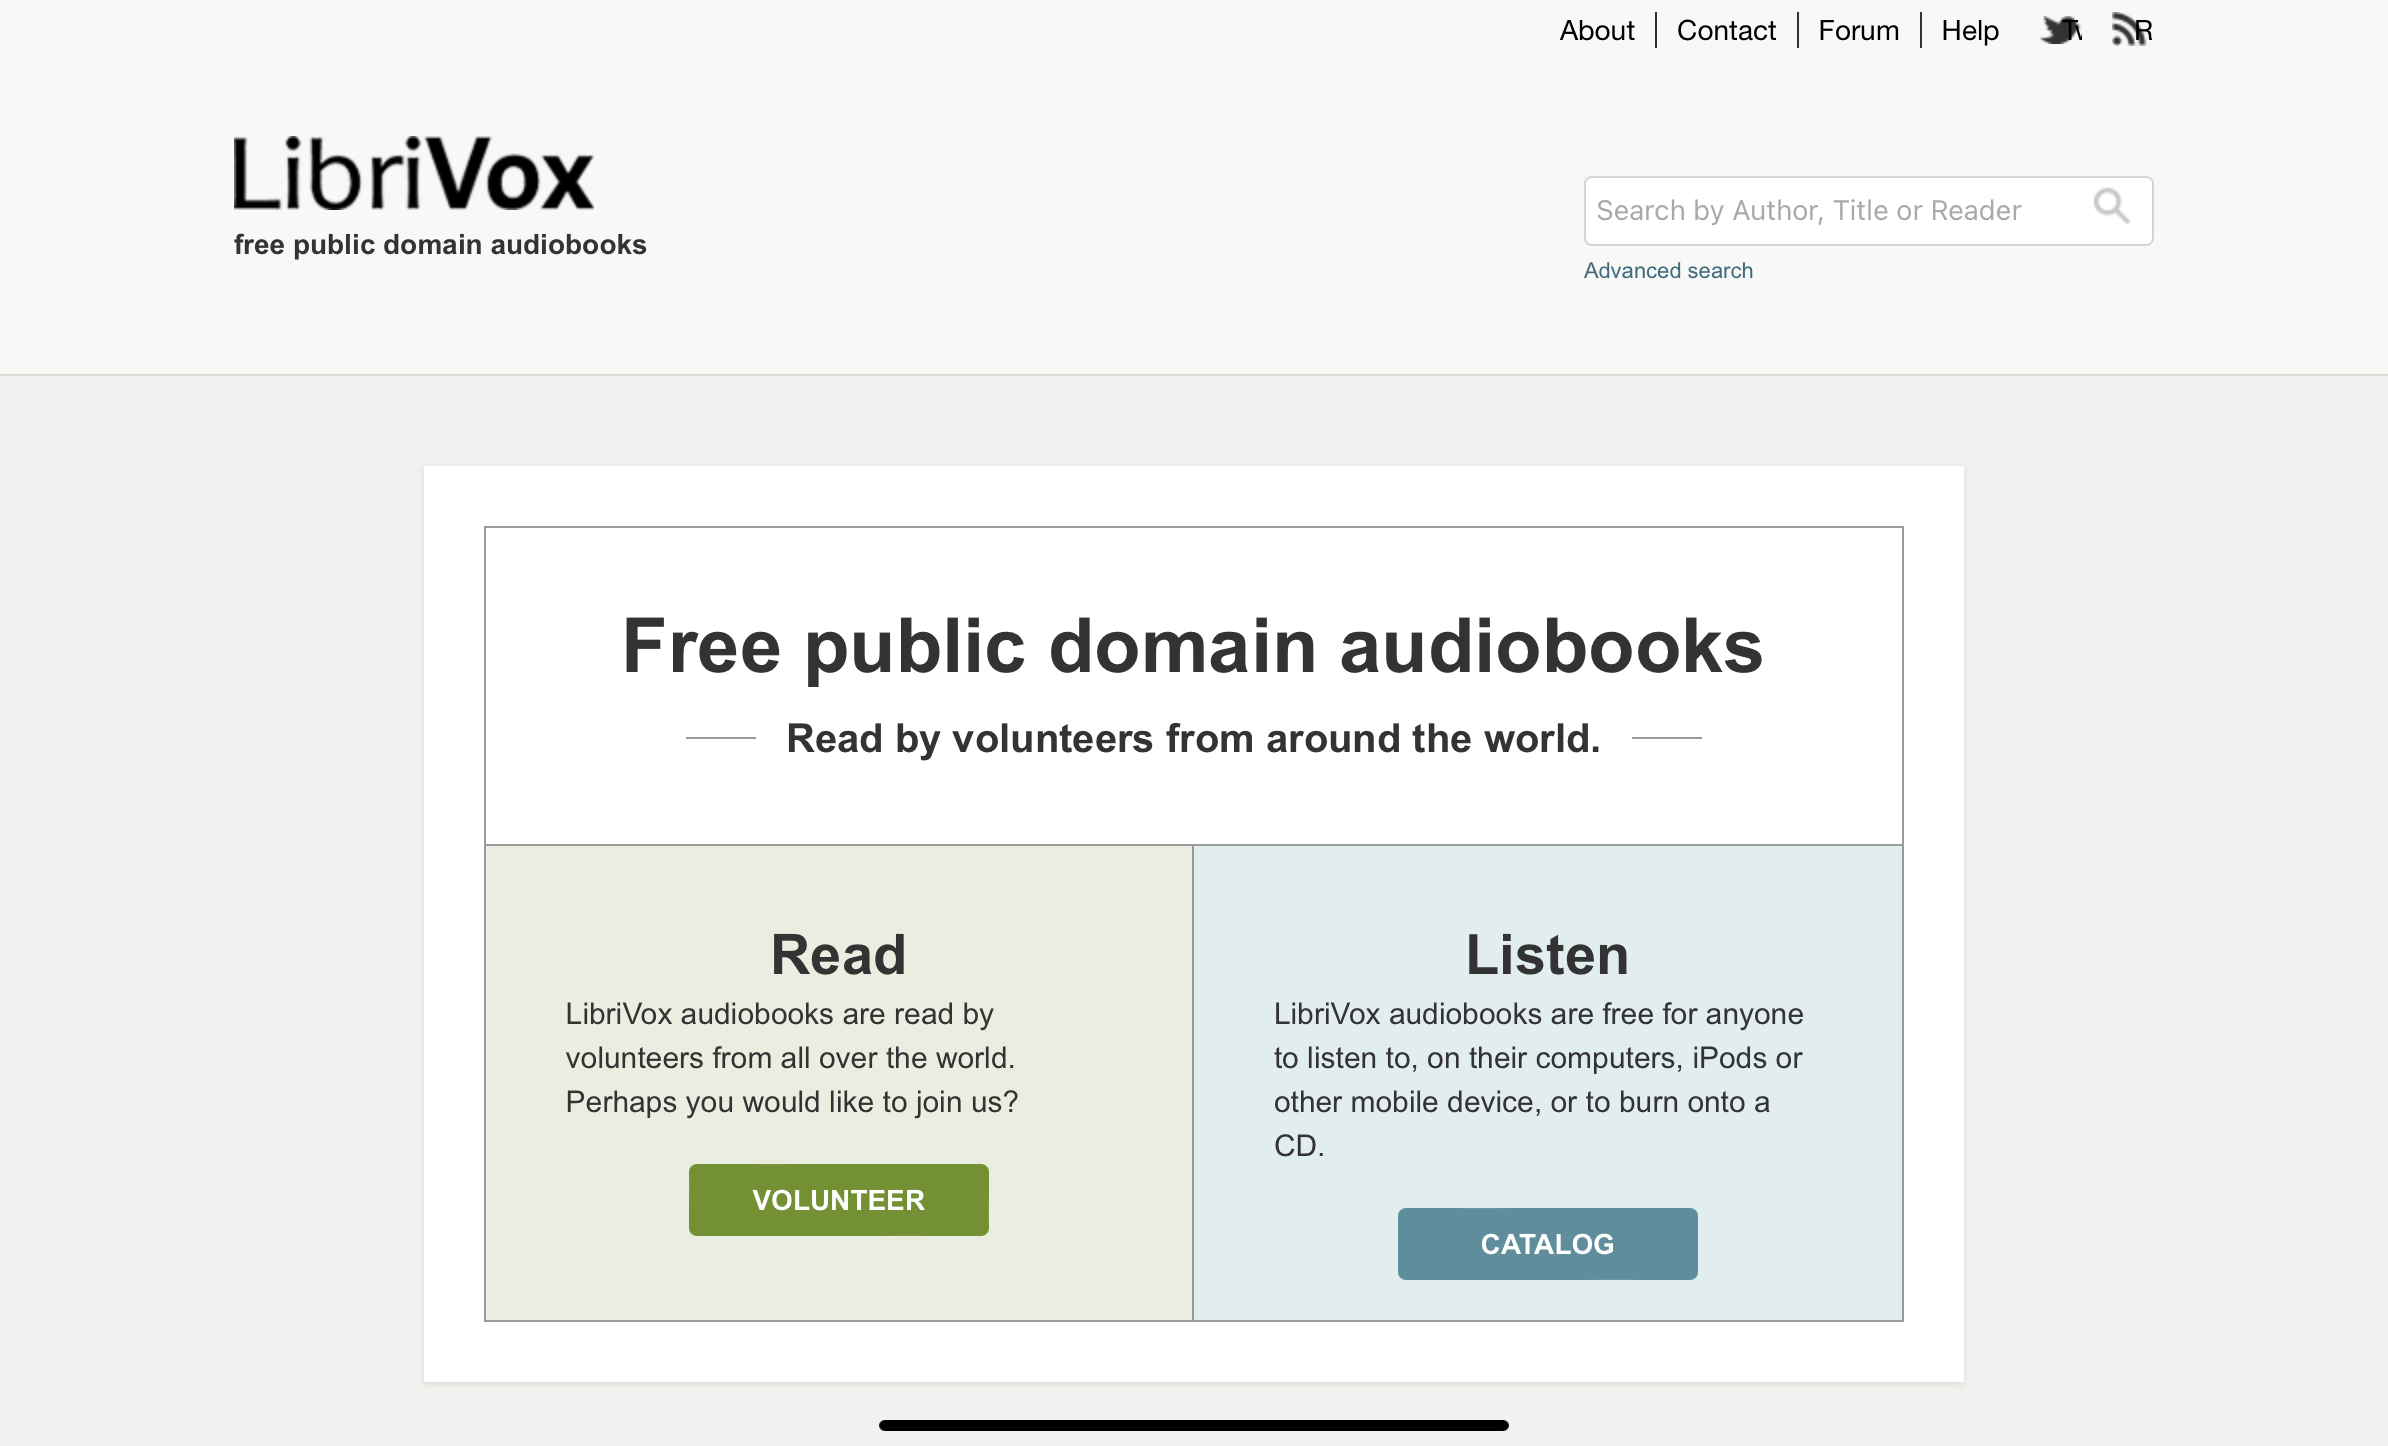 About Contact Forum Help
LibriVox
free public domain audiobooks
Search by Author, Title or Reader
Advanced search
Free public domain audiobooks
Read by volunteers from around the world.
Read
LibriVox audiobooks are read by
volunteers from all over the world.
Perhaps you would like to join us?
VOLUNTEER
Listen
LibriVox audiobooks are free for anyone
to listen to, on their computers, iPods or
other mobile device, or to burn onto a
CD.
CATALOG